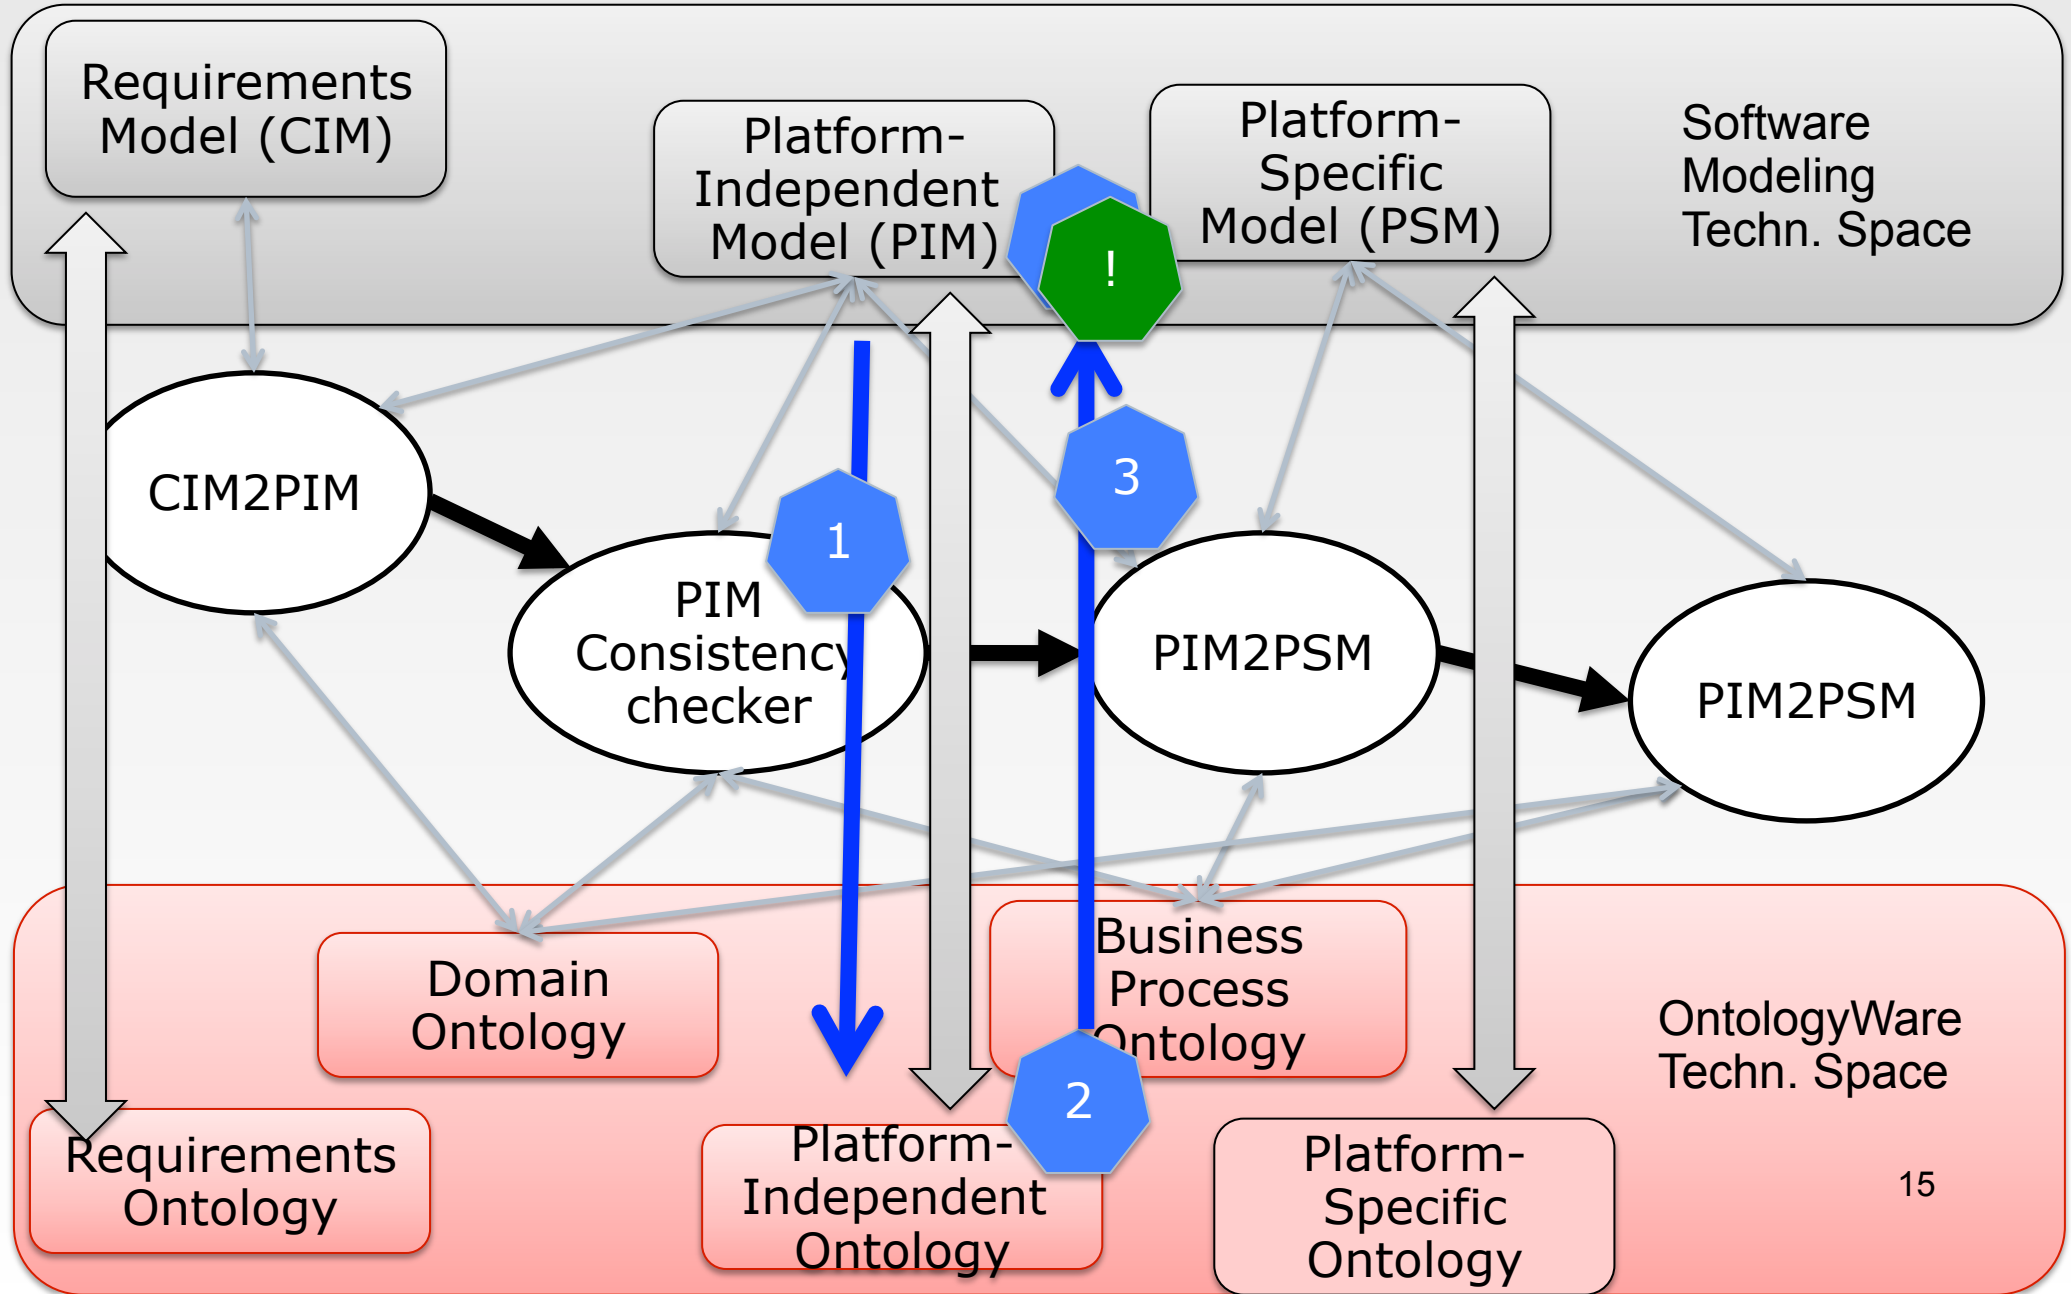 Requirements
Model (CIM)
Platform-
Independent
Model (PIM)
Platform-
Specific
Model (PSM)
Software
Modeling
Techn. Space
!
CIM2PIM
3
1
PIM
Consistency
checker
PIM2PSM
PIM2PSM
Domain
Ontology
Business
Process
Ontology
OntologyWare
Techn. Space
2
Requirements
Ontology
Platform-
Independent
Ontology
Platform-
Specific
Ontology
15